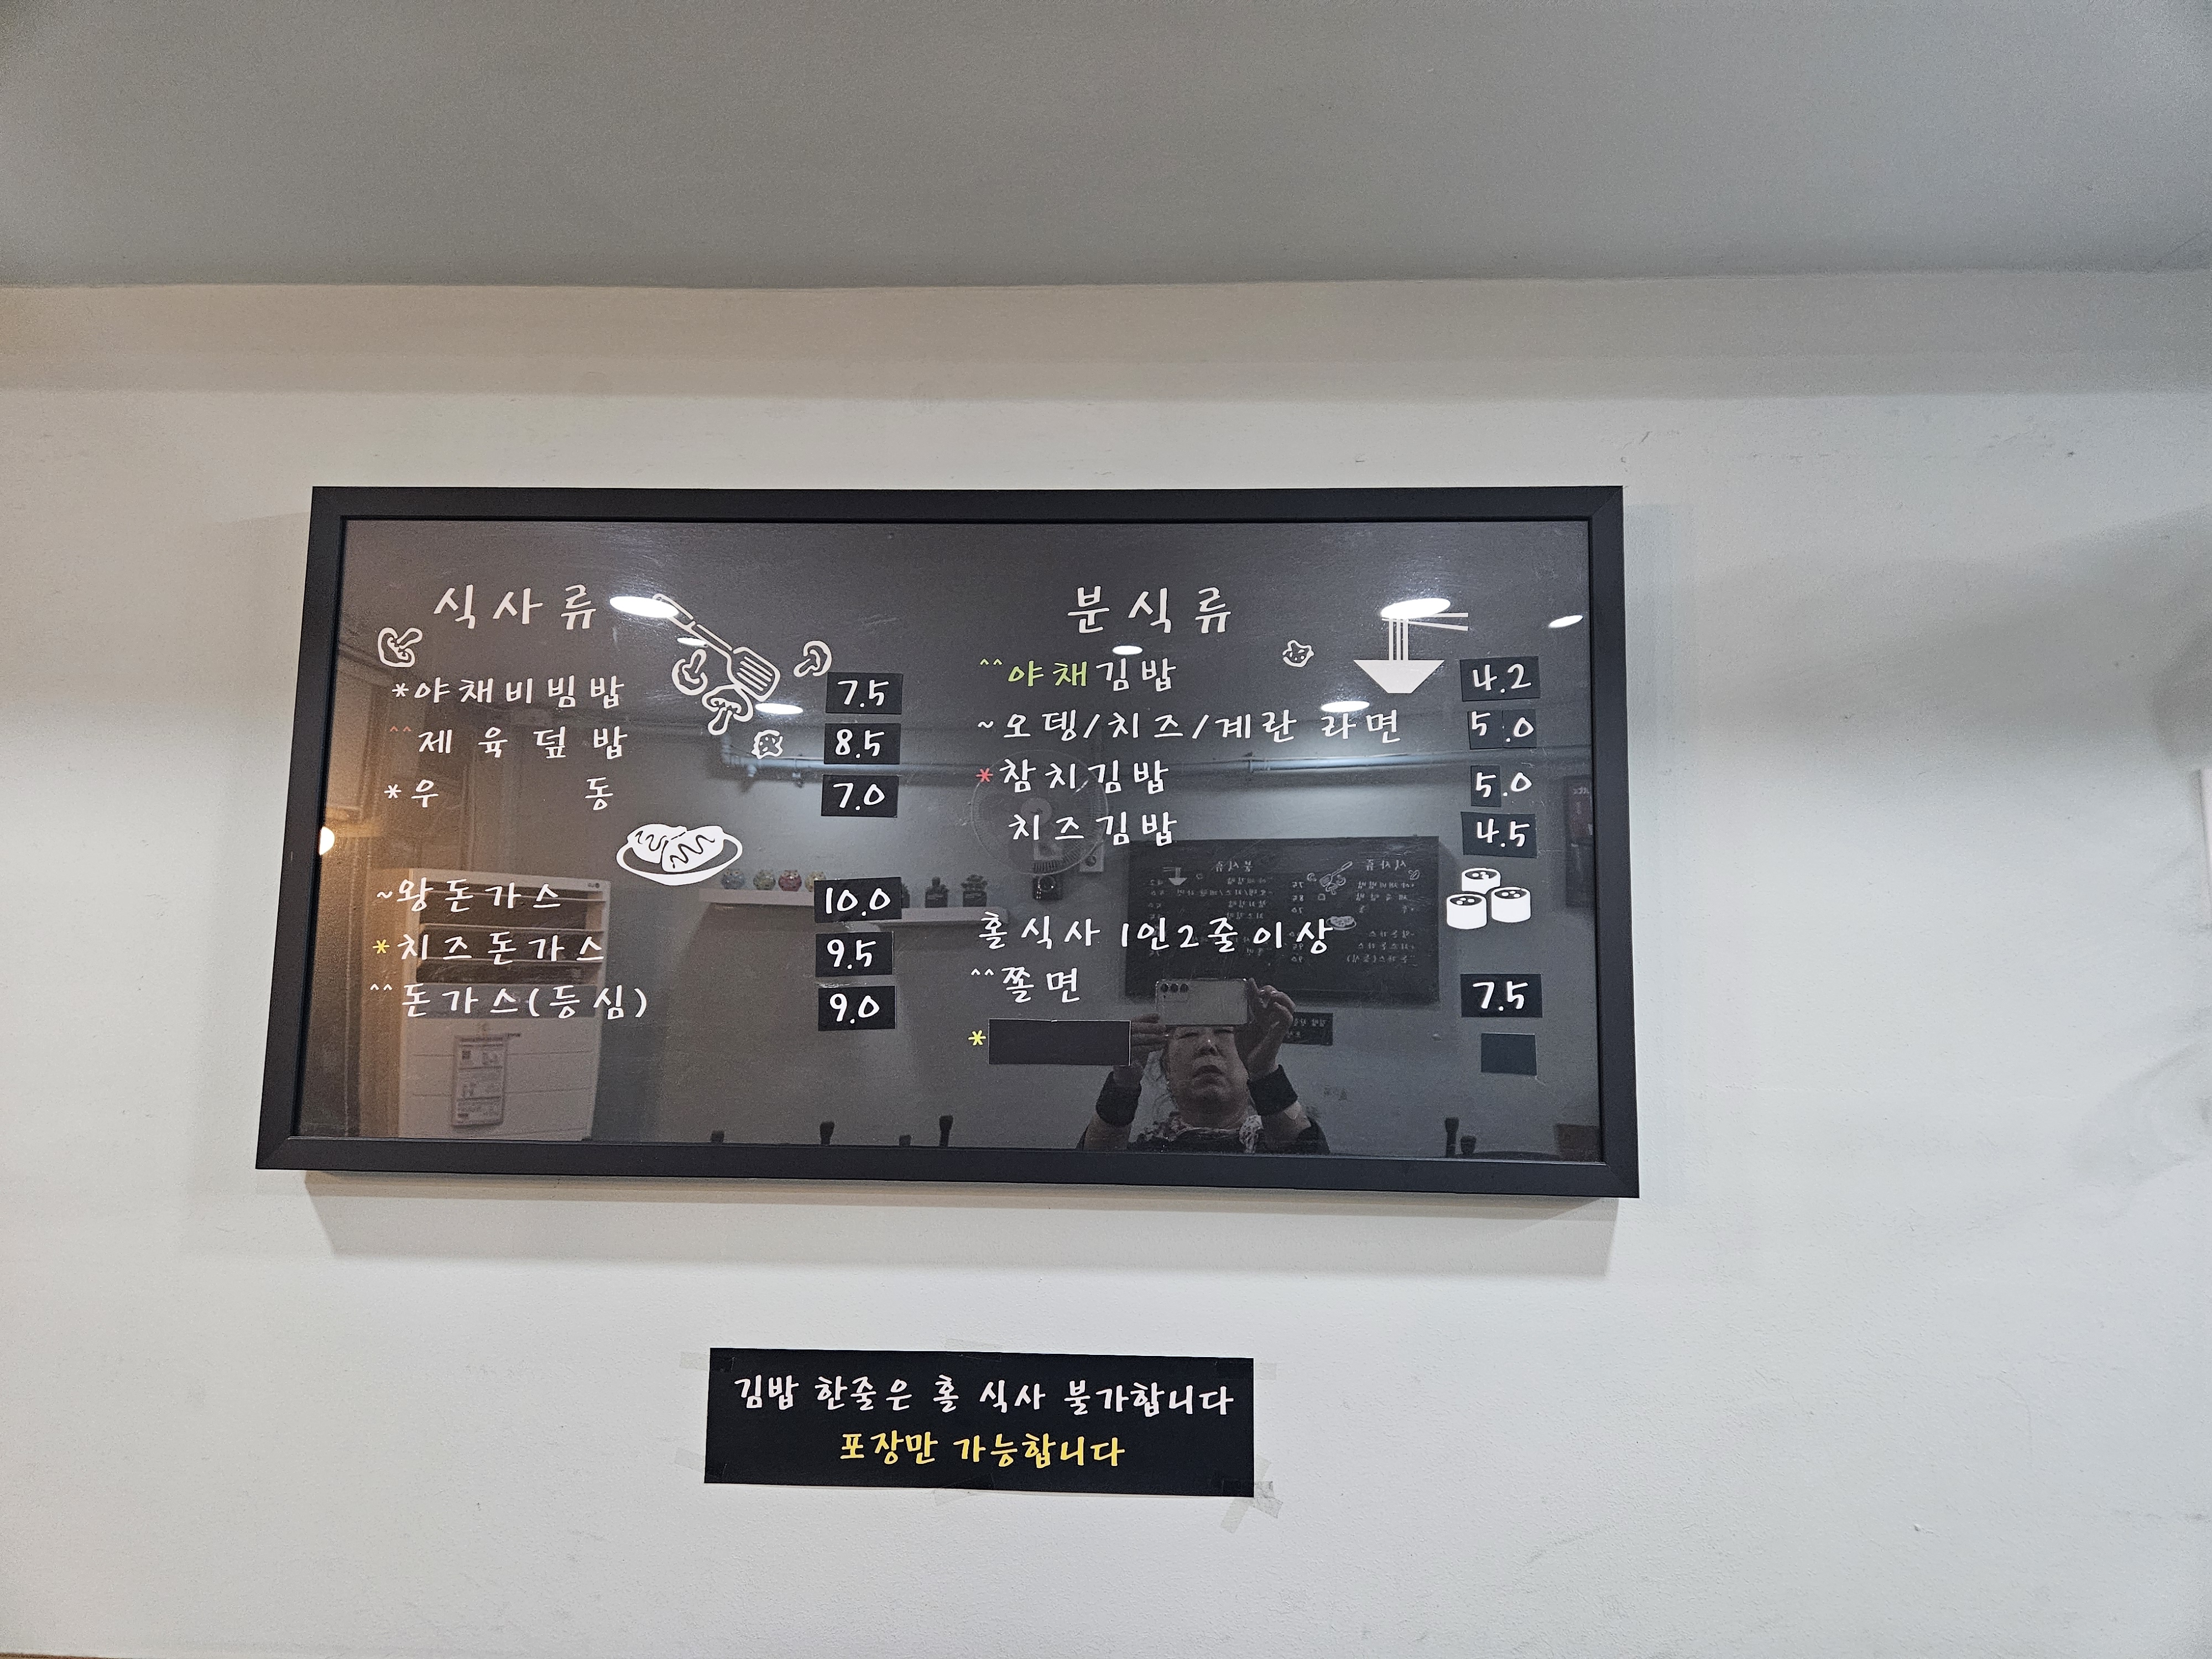 식사류
*야채비빔밥 7.5
^^제육덮밥 8.5
*우 동 7.0
~왕돈가스 10.0
*치즈돈가스 9.5
^^돈가스(등심) 9.0
분식류
^^야채김밥 4.2
~오뎅/치즈/계란 라면 5.0
*참치김밥 5.0
치즈김밥 4.5
홀식사 1인2줄이상
^^쫄면 7.5
*
김밥 한줄은 홀 식사 불가합니다
포장만 가능합니다